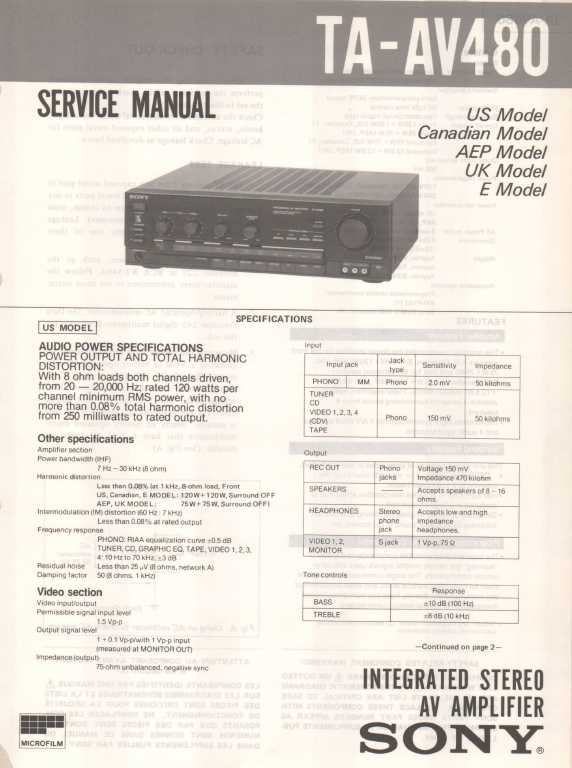 TA-AV480
SERVICE MANUAL
US Model
Canadian Model
AEP Model
UK Model
E Model
SONY
SPECIFICATIONS
US MODEL
AUDIO POWER SPECIFICATIONS
POWER OUTPUT AND TOTAL HARMONIC
DISTORTION:
With 8 ohm loads both channels driven,
from 20 — 20,000 Hz; rated 120 watts per
channel minimum RMS power, with no
more than 0.08% total harmonic distortion
from 250 milliwatts to rated output.
Other specifications
Amplifier section
Power bandwidth (IHF)
7 Hz – 30 kHz (8 ohm)
Harmonic distortion
Less than 0.08% (at 1 kHz, 8-ohm load, Front
US, Canadian, E MODEL: 120W+120W, Surround OFF
AEP, UK MODEL: 75W+75W, Surround OFF)
Intermodulation (IM) distortion (60 Hz : 7 kHz)
Less than 0.08% at rated output
Frequency response
PHONO: RIAA equalization curve ±0.5 dB
TUNER, CD, GRAPHIC EQ, TAPE, VIDEO 1, 2, 3,
4: 10 Hz to 70 kHz, ±3 dB
Residual noise Less than 25 µV (8 ohms, network A)
Damping factor 50 (8 ohms, 1 kHz)
Video section
Video input/output
Permissible signal input level
1.5 Vp-p
Output signal level
1 ± 0.1 Vp-p/with 1 Vp-p input
(measured at MONITOR OUT)
Impedance (output)
75-ohm unbalanced, negative sync
Input
Input jack Jack type Sensitivity Impedance
PHONO MM Phono 2.0 mV 50 kilohms
TUNER
CD
VIDEO 1, 2, 3, 4
(CDV) Phono 150 mV 50 kilohms
TAPE
Output
REC OUT Phono jacks Voltage 150 mV
Impedance 470 kilohm
SPEAKERS ——— Accepts speakers of 8 – 16
ohms.
HEADPHONES Stereo phone jack Accepts low and high
impedance
headphones.
VIDEO 1, 2, MONITOR S jack 1 Vp-p, 75 Ω
Tone controls
Response
BASS ±10 dB (100 Hz)
TREBLE ±8 dB (10 kHz)
—Continued on page 2—
INTEGRATED STEREO
AV AMPLIFIER
SONY®
MICROFILM